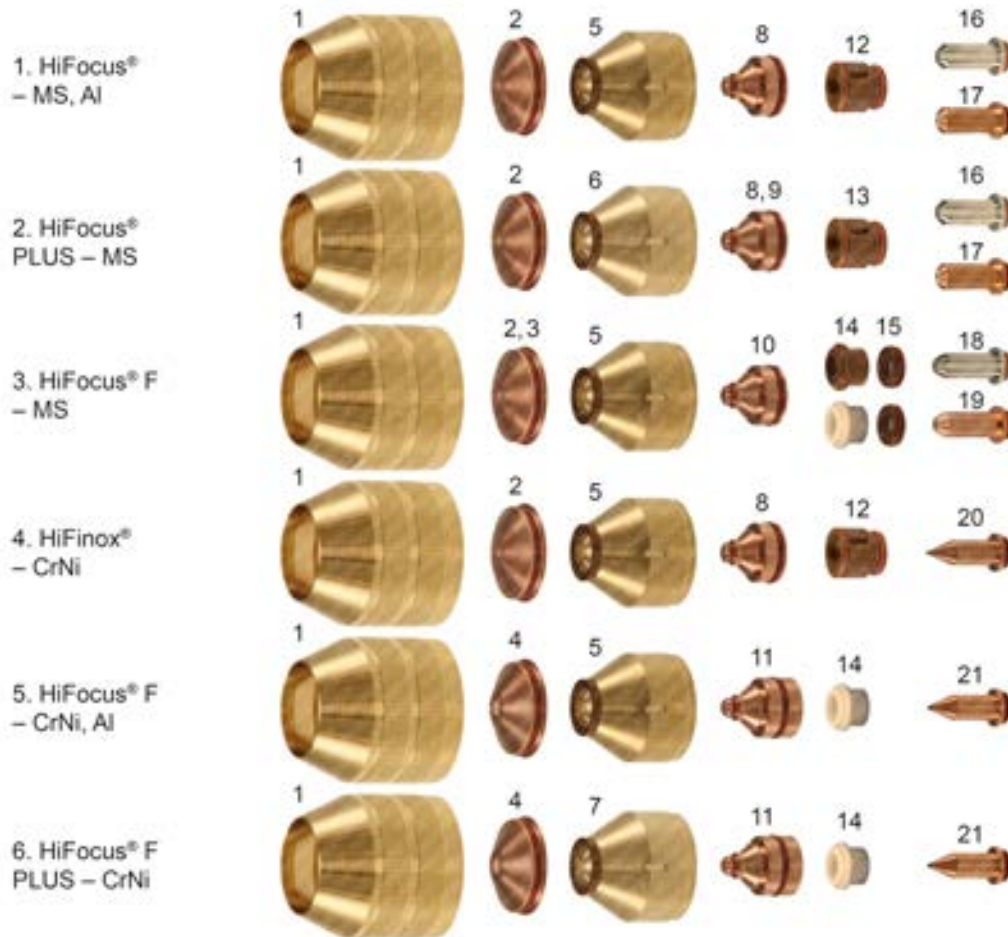 1 2 5 8 12 16
1. HiFocus®
– MS, Al
17
1 2 6 8, 9 13 16
2. HiFocus®
PLUS – MS
17
1 2, 3 5 10 14 15 18
3. HiFocus® F
– MS
19
1 2 5 8 12 20
4. HiFinox®
– CrNi
1 4 5 11 14 21
5. HiFocus® F
– CrNi, Al
1 4 7 11 14 21
6. HiFocus® F
PLUS – CrNi